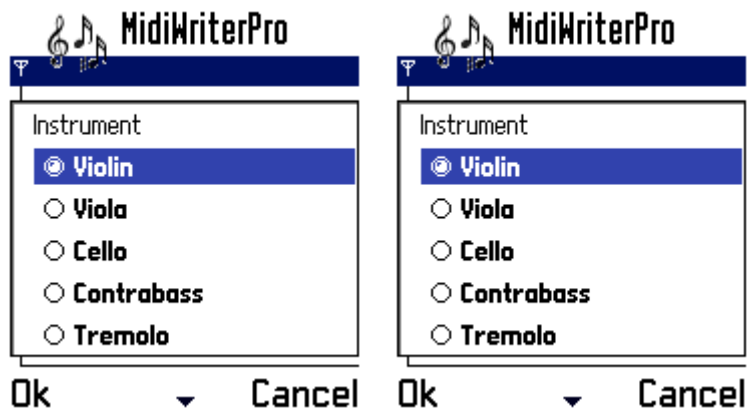 MidiWriterPro
Instrument
Violin
Viola
Cello
Contrabass
Tremolo
Ok Cancel
MidiWriterPro
Instrument
Violin
Viola
Cello
Contrabass
Tremolo
Ok Cancel